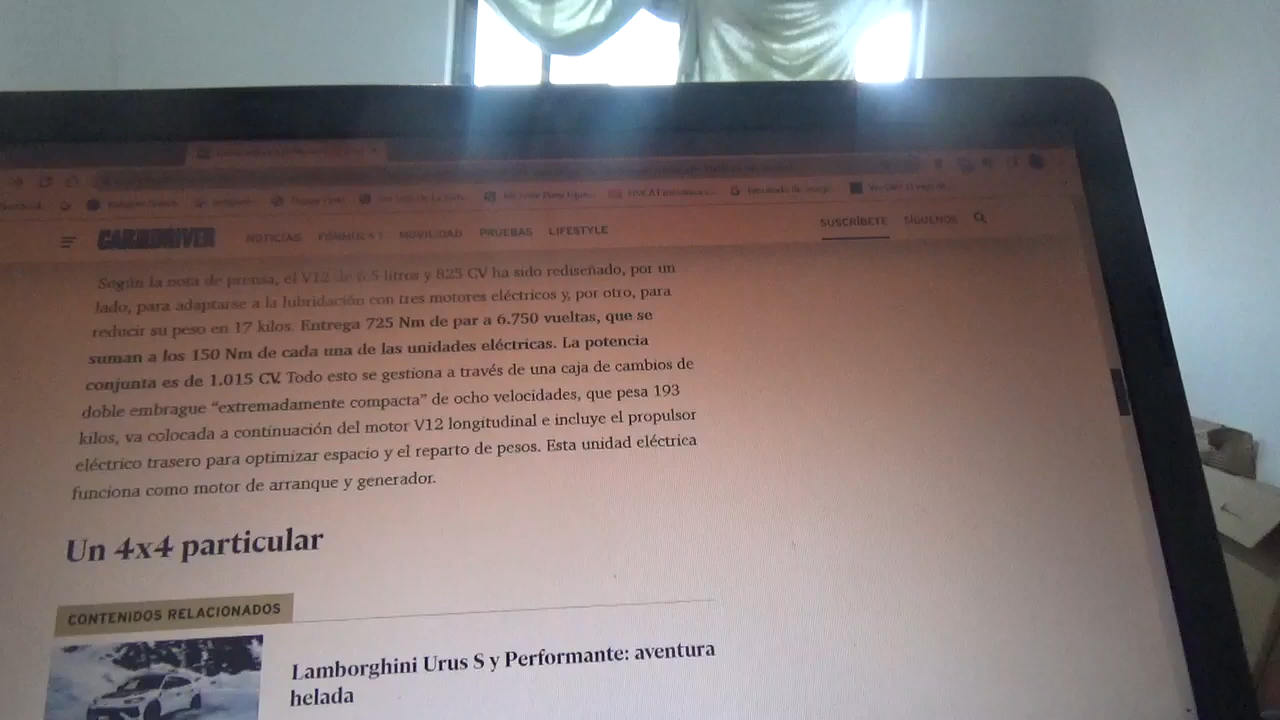 CAR AND DRIVER NOTICIAS FÓRMULA 1 MOVILIDAD PRUEBAS LIFESTYLE SUSCRÍBETE SÍGUENOS
Según la nota de prensa, el V12 de 6,5 litros y 825 CV ha sido rediseñado, por un
lado, para adaptarse a la hibridación con tres motores eléctricos y, por otro, para
reducir su peso en 17 kilos. Entrega 725 Nm de par a 6.750 vueltas, que se
suman a los 150 Nm de cada una de las unidades eléctricas. La potencia
conjunta es de 1.015 CV. Todo esto se gestiona a través de una caja de cambios de
doble embrague “extremadamente compacta” de ocho velocidades, que pesa 193
kilos, va colocada a continuación del motor V12 longitudinal e incluye el propulsor
eléctrico trasero para optimizar espacio y el reparto de pesos. Esta unidad eléctrica
funciona como motor de arranque y generador.
Un 4x4 particular
CONTENIDOS RELACIONADOS
Lamborghini Urus S y Performante: aventura
helada